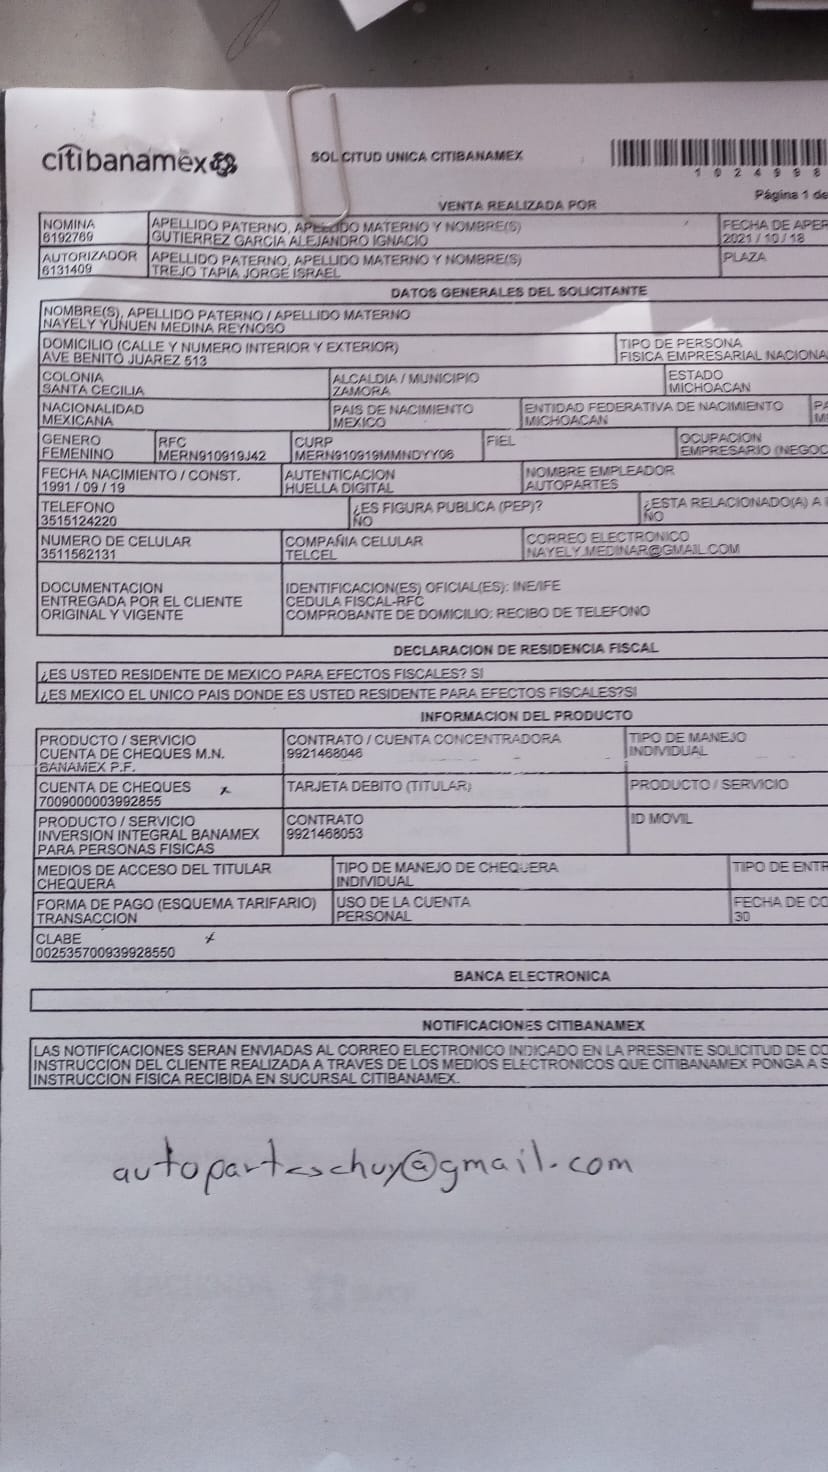 citibanamex
SOLICITUD UNICA CITIBANAMEX
1 0 2 4 9 9 8
Página 1 de
VENTA REALIZADA POR
NOMINA
6192769
APELLIDO PATERNO, APELLIDO MATERNO Y NOMBRE(S)
GUTIERREZ GARCIA ALEJANDRO IGNACIO
FECHA DE APER
2021 / 10 / 18
AUTORIZADOR
6131409
APELLIDO PATERNO, APELLIDO MATERNO Y NOMBRE(S)
TREJO TAPIA JORGE ISRAEL
PLAZA
DATOS GENERALES DEL SOLICITANTE
NOMBRE(S), APELLIDO PATERNO / APELLIDO MATERNO
NAYELY YUNUEN MEDINA REYNOSO
DOMICILIO (CALLE Y NUMERO INTERIOR Y EXTERIOR)
AVE BENITO JUAREZ 513
TIPO DE PERSONA
FISICA EMPRESARIAL NACIONA
COLONIA
SANTA CECILIA
ALCALDIA / MUNICIPIO
ZAMORA
ESTADO
MICHOACAN
NACIONALIDAD
MEXICANA
PAIS DE NACIMIENTO
MEXICO
ENTIDAD FEDERATIVA DE NACIMIENTO
MICHOACAN
PA
M
GENERO
FEMENINO
RFC
MERN910919J42
CURP
MERN910919MMNDYY06
FIEL
OCUPACION
EMPRESARIO (NEGOC
FECHA NACIMIENTO / CONST.
1991 / 09 / 19
AUTENTICACION
HUELLA DIGITAL
NOMBRE EMPLEADOR
AUTOPARTES
TELEFONO
3515124220
¿ES FIGURA PUBLICA (PEP)?
NO
¿ESTA RELACIONADO(A) A
NO
NUMERO DE CELULAR
3511562131
COMPAÑIA CELULAR
TELCEL
CORREO ELECTRONICO
NAYELY.MEDINAR@GMAIL.COM
DOCUMENTACION
ENTREGADA POR EL CLIENTE
ORIGINAL Y VIGENTE
IDENTIFICACION(ES) OFICIAL(ES): INE/IFE
CEDULA FISCAL-RFC
COMPROBANTE DE DOMICILIO: RECIBO DE TELEFONO
DECLARACION DE RESIDENCIA FISCAL
¿ES USTED RESIDENTE DE MEXICO PARA EFECTOS FISCALES? SI
¿ES MEXICO EL UNICO PAIS DONDE ES USTED RESIDENTE PARA EFECTOS FISCALES?SI
INFORMACION DEL PRODUCTO
PRODUCTO / SERVICIO
CUENTA DE CHEQUES M.N.
BANAMEX P.F.
CONTRATO / CUENTA CONCENTRADORA
9921468046
TIPO DE MANEJO
INDIVIDUAL
CUENTA DE CHEQUES x
7009000003992855
TARJETA DEBITO (TITULAR)
PRODUCTO / SERVICIO
PRODUCTO / SERVICIO
INVERSION INTEGRAL BANAMEX
PARA PERSONAS FISICAS
CONTRATO
9921468053
ID MOVIL
MEDIOS DE ACCESO DEL TITULAR
CHEQUERA
TIPO DE MANEJO DE CHEQUERA
INDIVIDUAL
TIPO DE ENTR
FORMA DE PAGO (ESQUEMA TARIFARIO)
TRANSACCION
USO DE LA CUENTA
PERSONAL
FECHA DE CO
30
CLABE x
002535700939928550
BANCA ELECTRONICA
NOTIFICACIONES CITIBANAMEX
LAS NOTIFICACIONES SERAN ENVIADAS AL CORREO ELECTRONICO INDICADO EN LA PRESENTE SOLICITUD DE CO
INSTRUCCION DEL CLIENTE REALIZADA A TRAVES DE LOS MEDIOS ELECTRONICOS QUE CITIBANAMEX PONGA A S
INSTRUCCION FISICA RECIBIDA EN SUCURSAL CITIBANAMEX.
autoparteschuy@gmail.com